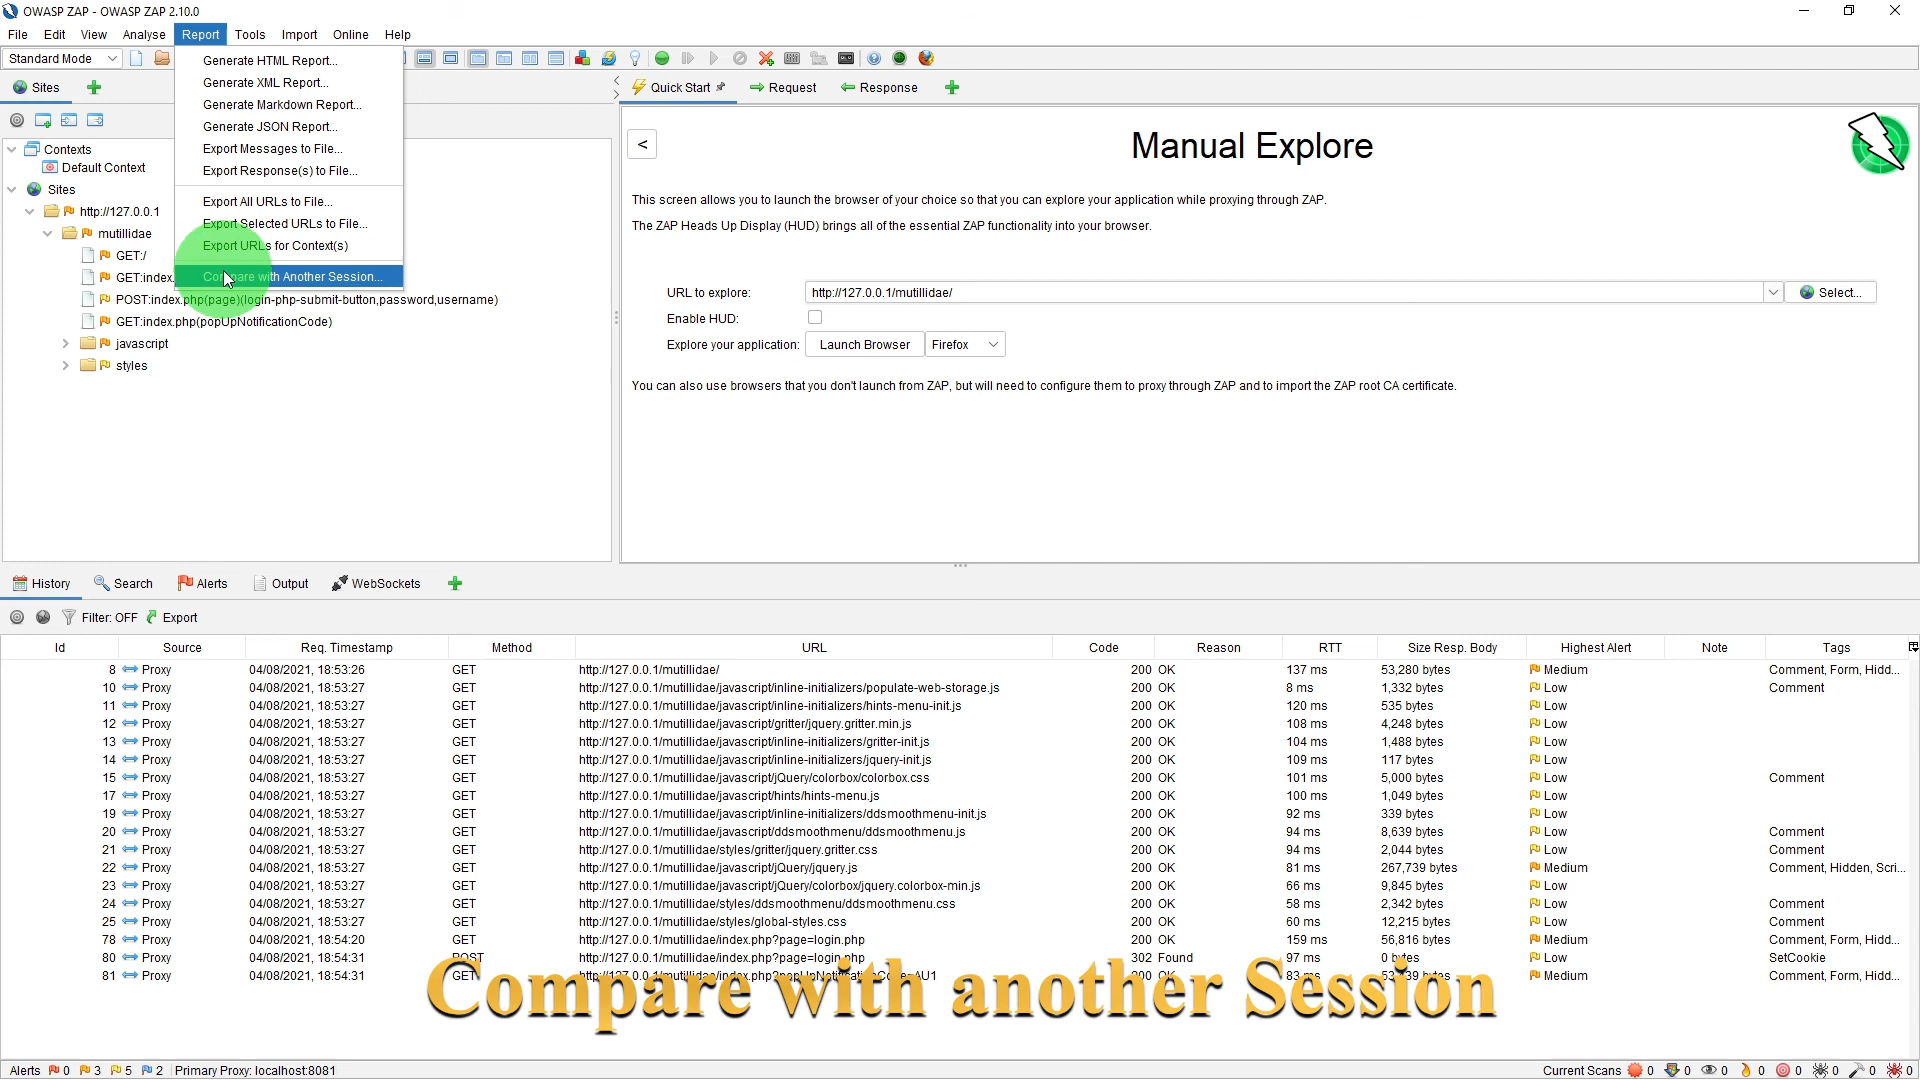 OWASP ZAP - OWASP ZAP 2.10.0
File Edit View Analyse Report Tools Import Online Help
Standard Mode
Generate HTML Report...
Generate XML Report...
Generate Markdown Report...
Generate JSON Report...
Export Messages to File...
Export Response(s) to File...
Export All URLs to File...
Export Selected URLs to File...
Export URLs for Context(s)
Compare with Another Session...
Sites
Contexts
Default Context
Sites
http://127.0.0.1
mutillidae
GET:/
GET:index.
POST:index.php(page)(login-php-submit-button,password,username)
GET:index.php(popUpNotificationCode)
javascript
styles
Quick Start Request Response
<
Manual Explore
This screen allows you to launch the browser of your choice so that you can explore your application while proxying through ZAP.
The ZAP Heads Up Display (HUD) brings all of the essential ZAP functionality into your browser.
URL to explore: http://127.0.0.1/mutillidae/ Select...
Enable HUD:
Explore your application: Launch Browser Firefox
You can also use browsers that you don't launch from ZAP, but will need to configure them to proxy through ZAP and to import the ZAP root CA certificate.
History Search Alerts Output WebSockets
Filter: OFF Export
Id Source Req. Timestamp Method URL Code Reason RTT Size Resp. Body Highest Alert Note Tags
8 Proxy 04/08/2021, 18:53:26 GET http://127.0.0.1/mutillidae/ 200 OK 137 ms 53,280 bytes Medium Comment, Form, Hidd...
10 Proxy 04/08/2021, 18:53:27 GET http://127.0.0.1/mutillidae/javascript/inline-initializers/populate-web-storage.js 200 OK 8 ms 1,332 bytes Low Comment
11 Proxy 04/08/2021, 18:53:27 GET http://127.0.0.1/mutillidae/javascript/inline-initializers/hints-menu-init.js 200 OK 120 ms 535 bytes Low
12 Proxy 04/08/2021, 18:53:27 GET http://127.0.0.1/mutillidae/javascript/gritter/jquery.gritter.min.js 200 OK 108 ms 4,248 bytes Low
13 Proxy 04/08/2021, 18:53:27 GET http://127.0.0.1/mutillidae/javascript/inline-initializers/gritter-init.js 200 OK 104 ms 1,488 bytes Low
14 Proxy 04/08/2021, 18:53:27 GET http://127.0.0.1/mutillidae/javascript/inline-initializers/jquery-init.js 200 OK 109 ms 117 bytes Low
15 Proxy 04/08/2021, 18:53:27 GET http://127.0.0.1/mutillidae/javascript/jQuery/colorbox/colorbox.css 200 OK 101 ms 5,000 bytes Low Comment
17 Proxy 04/08/2021, 18:53:27 GET http://127.0.0.1/mutillidae/javascript/hints/hints-menu.js 200 OK 100 ms 1,049 bytes Low
19 Proxy 04/08/2021, 18:53:27 GET http://127.0.0.1/mutillidae/javascript/inline-initializers/ddsmoothmenu-init.js 200 OK 92 ms 339 bytes Low
20 Proxy 04/08/2021, 18:53:27 GET http://127.0.0.1/mutillidae/javascript/ddsmoothmenu/ddsmoothmenu.js 200 OK 94 ms 8,639 bytes Low Comment
21 Proxy 04/08/2021, 18:53:27 GET http://127.0.0.1/mutillidae/styles/gritter/jquery.gritter.css 200 OK 94 ms 2,044 bytes Low Comment
22 Proxy 04/08/2021, 18:53:27 GET http://127.0.0.1/mutillidae/javascript/jQuery/jquery.js 200 OK 81 ms 267,739 bytes Medium Comment, Hidden, Scri...
23 Proxy 04/08/2021, 18:53:27 GET http://127.0.0.1/mutillidae/javascript/jQuery/colorbox/jquery.colorbox-min.js 200 OK 66 ms 9,845 bytes Low
24 Proxy 04/08/2021, 18:53:27 GET http://127.0.0.1/mutillidae/styles/ddsmoothmenu/ddsmoothmenu.css 200 OK 58 ms 2,342 bytes Low Comment
25 Proxy 04/08/2021, 18:53:27 GET http://127.0.0.1/mutillidae/styles/global-styles.css 200 OK 60 ms 12,215 bytes Low Comment
78 Proxy 04/08/2021, 18:54:20 GET http://127.0.0.1/mutillidae/index.php?page=login.php 200 OK 159 ms 56,816 bytes Medium Comment, Form, Hidd...
80 Proxy 04/08/2021, 18:54:31 POST http://127.0.0.1/mutillidae/index.php?page=login.php 302 Found 97 ms 0 bytes Low SetCookie
81 Proxy 04/08/2021, 18:54:31 GET http://127.0.0.1/mutillidae/index.php?popUpNotificationCode=AU1 200 OK 83 ms Medium Comment, Form, Hidd...
Compare with another Session
Alerts 0 3 5 2 Primary Proxy: localhost:8081 Current Scans 0 0 0 0 0 0 0 0